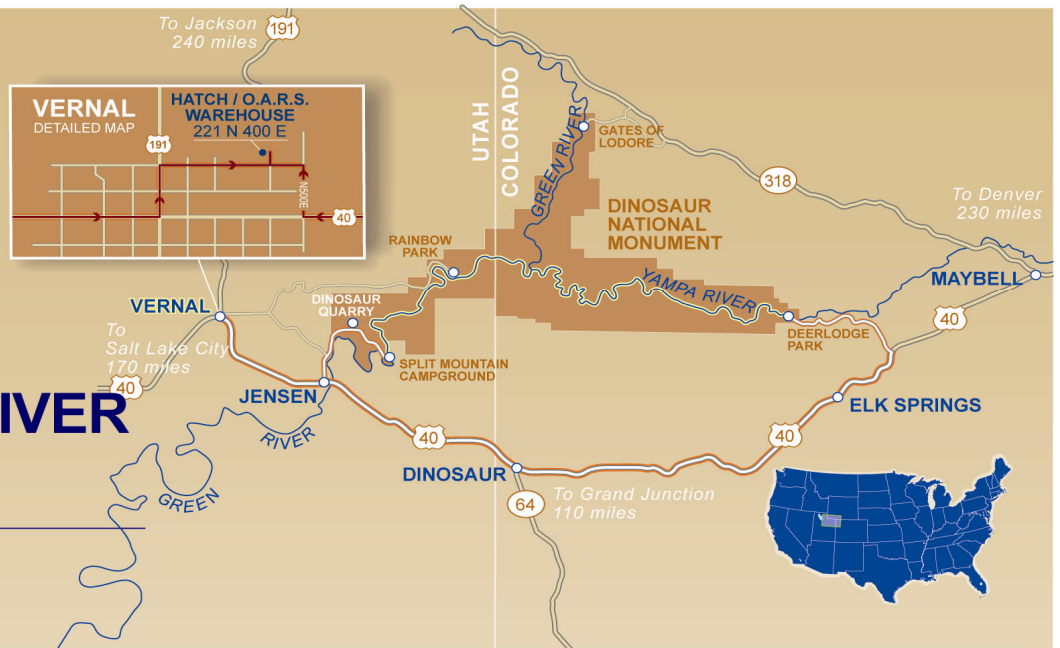 To Jackson
240 miles
191
VERNAL
DETAILED MAP
HATCH / O.A.R.S.
WAREHOUSE
221 N 400 E
191
N500E
40
UTAH
COLORADO
GREEN RIVER
GATES OF
LODORE
318
To Denver
230 miles
DINOSAUR
NATIONAL
MONUMENT
RAINBOW
PARK
YAMPA RIVER
MAYBELL
40
VERNAL
DINOSAUR
QUARRY
To
Salt Lake City
170 miles
40
SPLIT MOUNTAIN
CAMPGROUND
DEERLODGE
PARK
JENSEN
ELK SPRINGS
IVER
RIVER
GREEN
40
40
DINOSAUR
64
To Grand Junction
110 miles